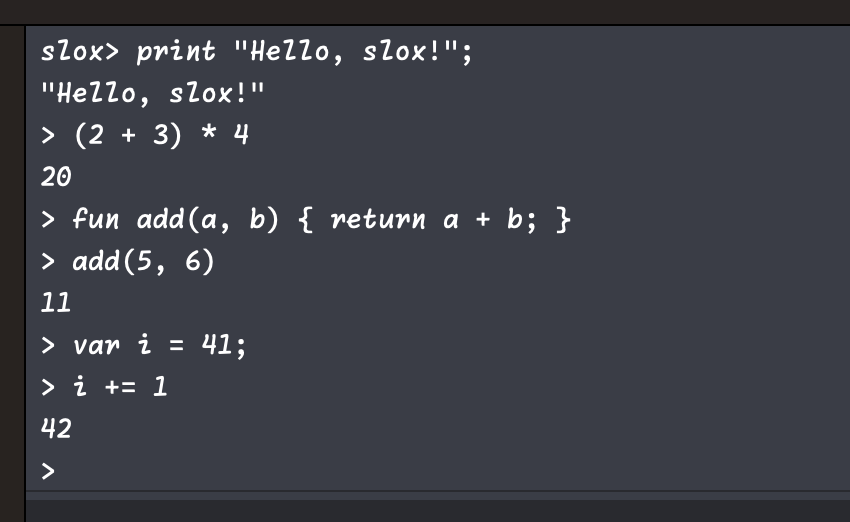 slox> print "Hello, slox!";
"Hello, slox!"
> (2 + 3) * 4
20
> fun add(a, b) { return a + b; }
> add(5, 6)
11
> var i = 41;
> i += 1
42
>